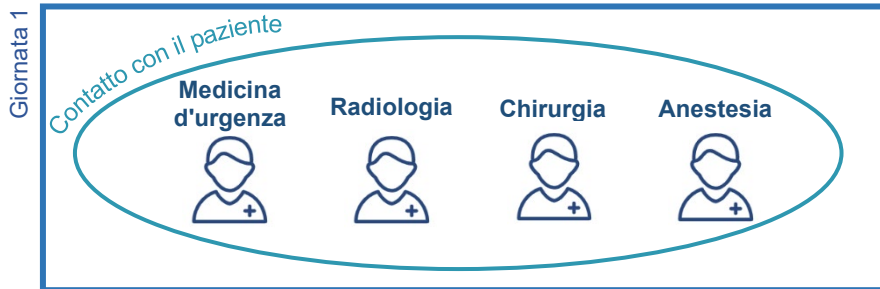 Giornata 1
Contatto con il paziente
Medicina
d'urgenza
Radiologia
Chirurgia
Anestesia